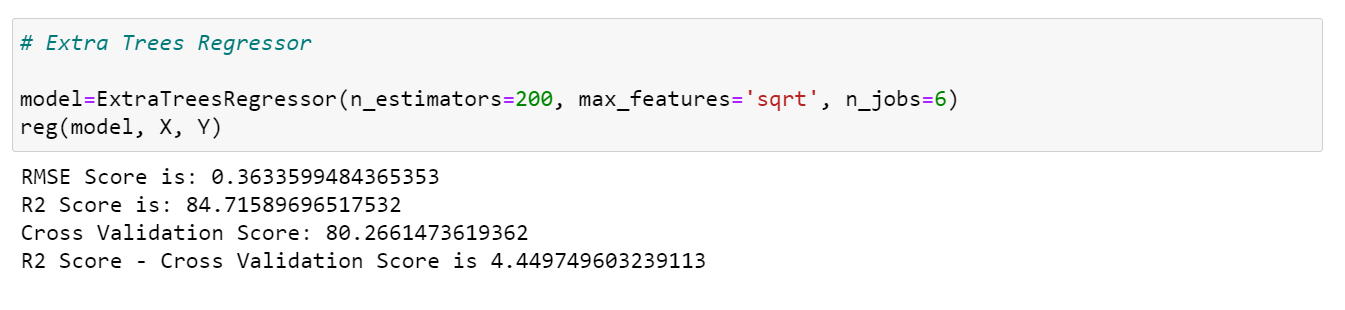 # Extra Trees Regressor
model=ExtraTreesRegressor(n_estimators=200, max_features='sqrt', n_jobs=6)
reg(model, X, Y)
RMSE Score is: 0.3633599484365353
R2 Score is: 84.71589696517532
Cross Validation Score: 80.2661473619362
R2 Score - Cross Validation Score is 4.449749603239113